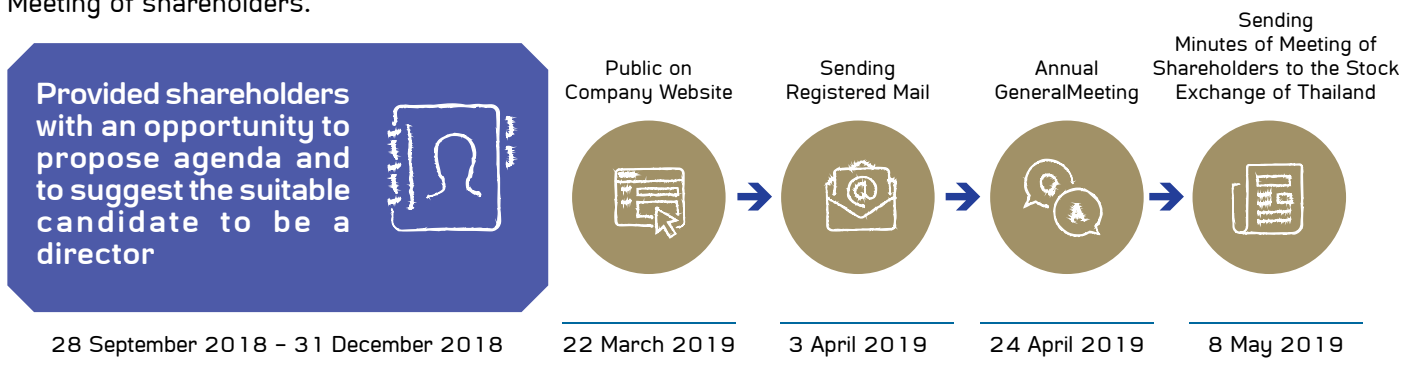 Meeting of shareholders.
Provided shareholders
with an opportunity to
propose agenda and
to suggest the suitable
candidate to be a
director
28 September 2018 – 31 December 2018
Public on
Company Website
22 March 2019
Sending
Registered Mail
@
3 April 2019
Annual
GeneralMeeting
Q
A
24 April 2019
Sending
Minutes of Meeting of
Shareholders to the Stock
Exchange of Thailand
8 May 2019